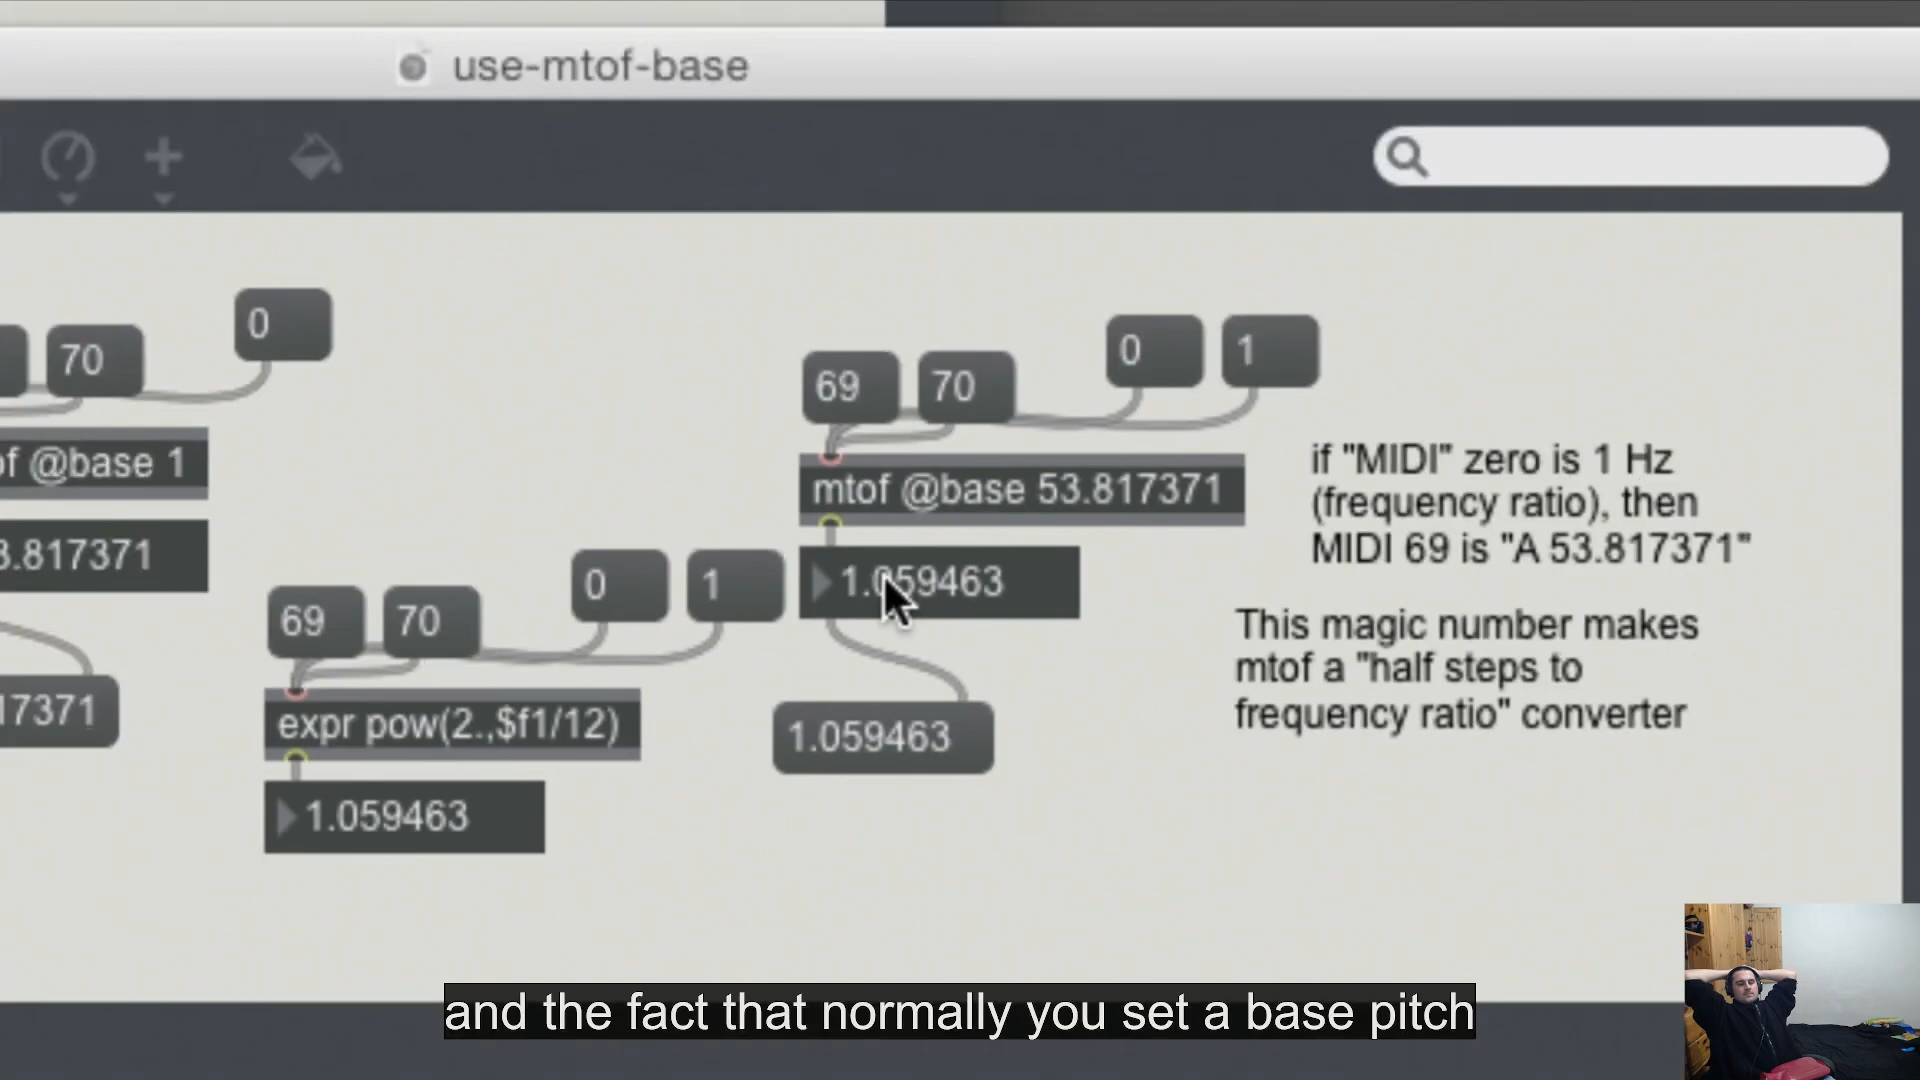 use-mtof-base
0
70
of @base 1
3.817371
17371
69
70
0
1
expr pow(2.,$f1/12)
1.059463
69
70
0
1
mtof @base 53.817371
1.059463
1.059463
if "MIDI" zero is 1 Hz
(frequency ratio), then
MIDI 69 is "A 53.817371"
This magic number makes
mtof a "half steps to
frequency ratio" converter
and the fact that normally you set a base pitch